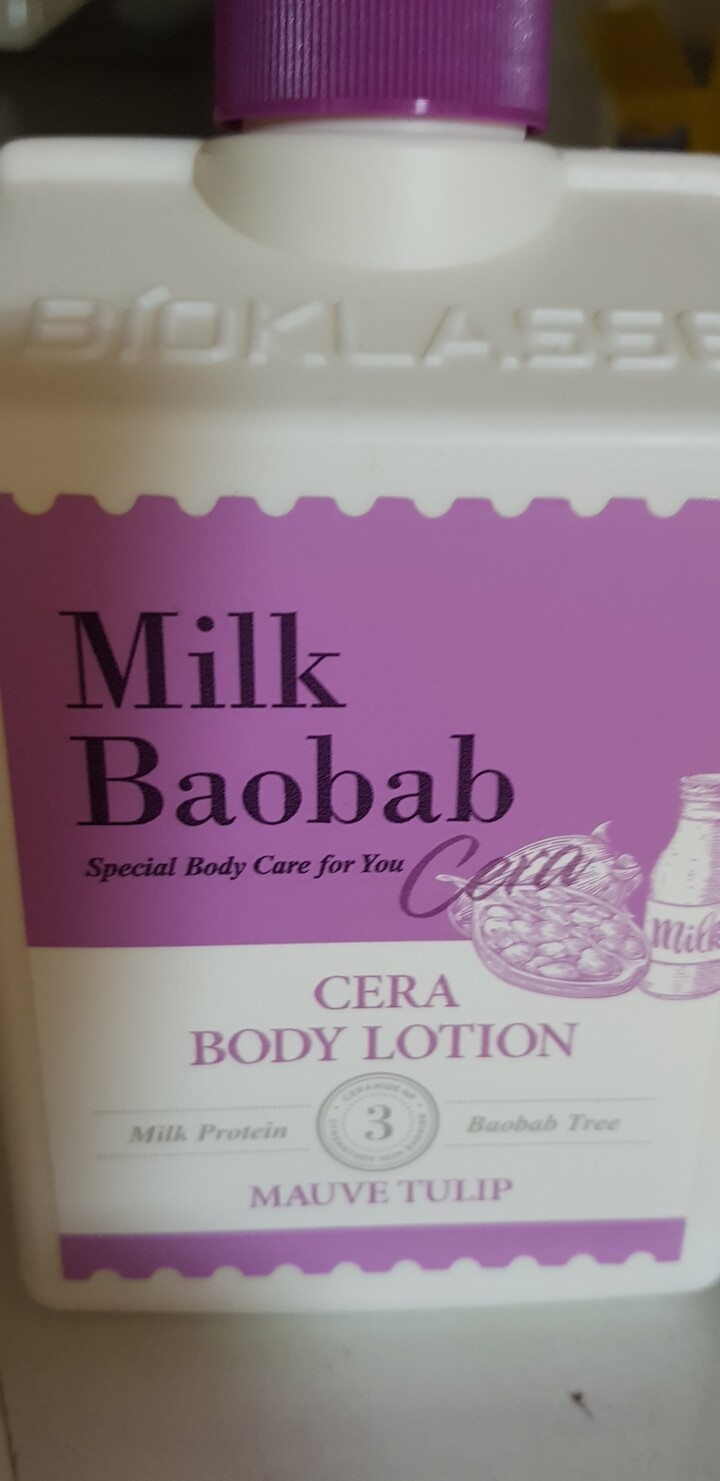 BÍOKLASSE
Milk
Baobab
Special Body Care for You
Cera
Milk
CERA
BODY LOTION
Milk Protein
3
Baobab Tree
MAUVE TULIP